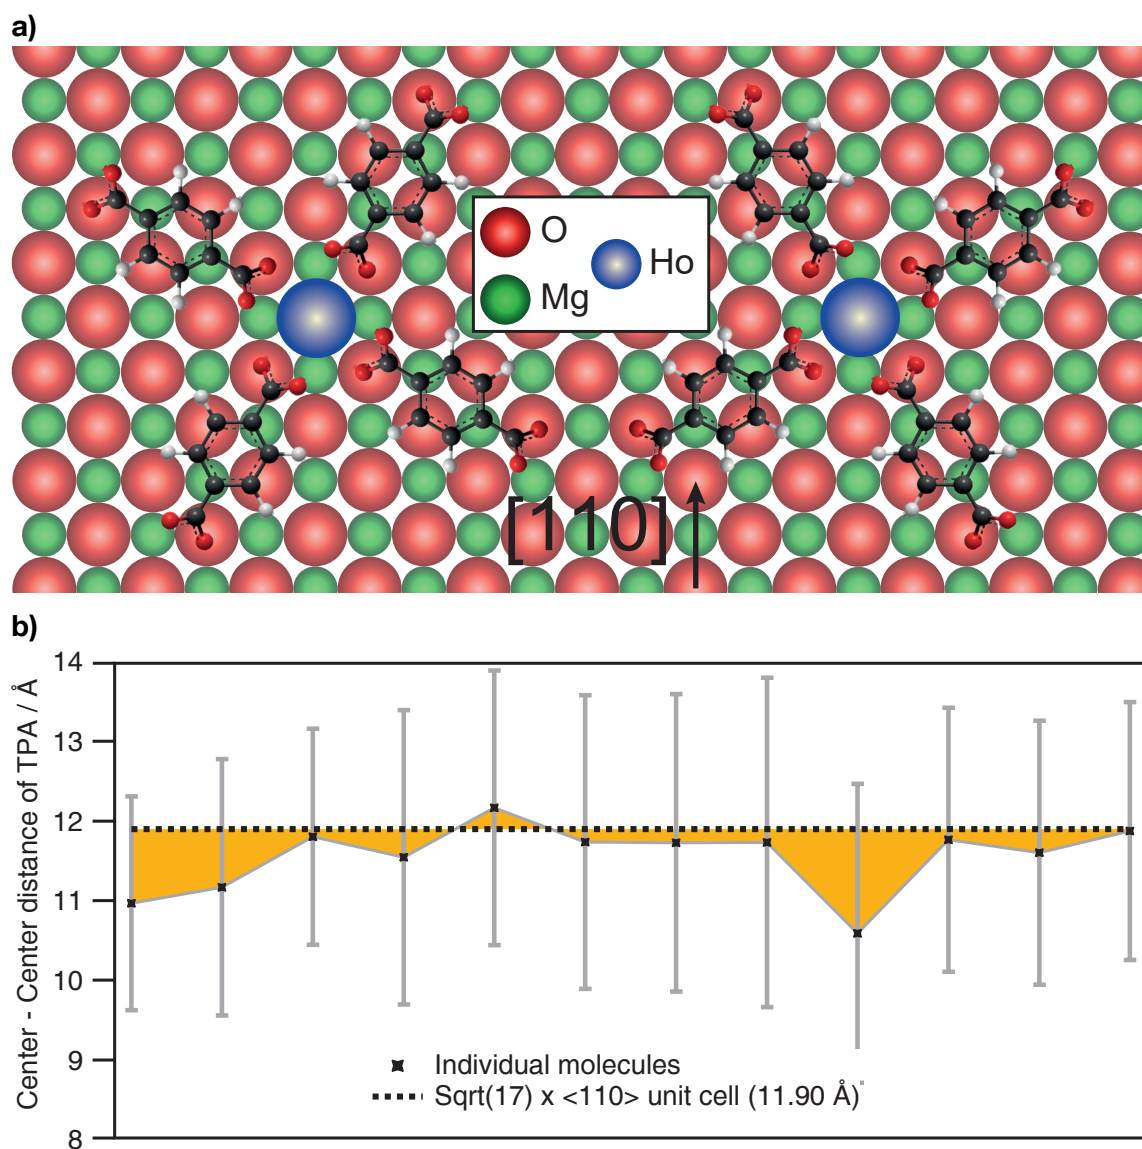 a)
O
Ho
Mg
[110]
b)
14
13
12
11
10
9
8
Center - Center distance of TPA / Å
Individual molecules
Sqrt(17) x <110> unit cell (11.90 Å)